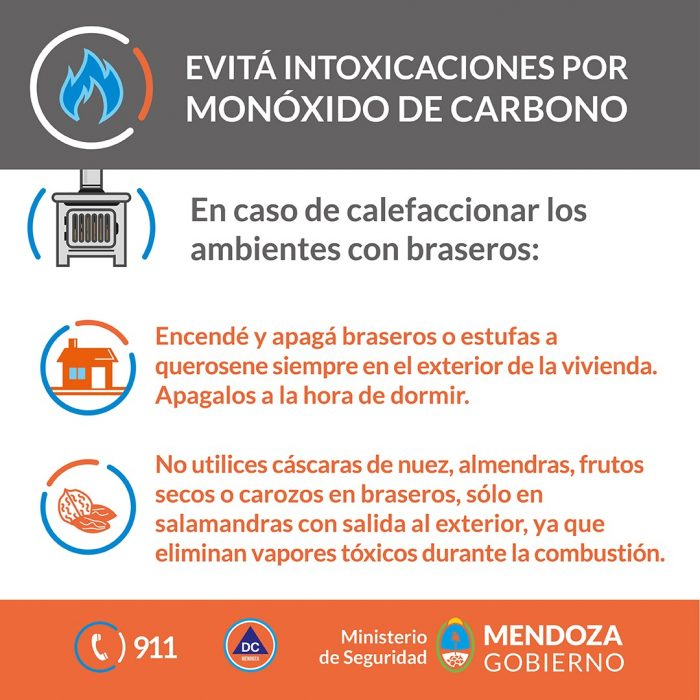 EVITÁ INTOXICACIONES POR
MONÓXIDO DE CARBONO
En caso de calefaccionar los
ambientes con braseros:
Encendé y apagá braseros o estufas a
querosene siempre en el exterior de la vivienda.
Apagalos a la hora de dormir.
No utilices cáscaras de nuez, almendras, frutos
secos o carozos en braseros, sólo en
salamandras con salida al exterior, ya que
eliminan vapores tóxicos durante la combustión.
911
DC
MENDOZA
Ministerio
de Seguridad
MENDOZA
GOBIERNO